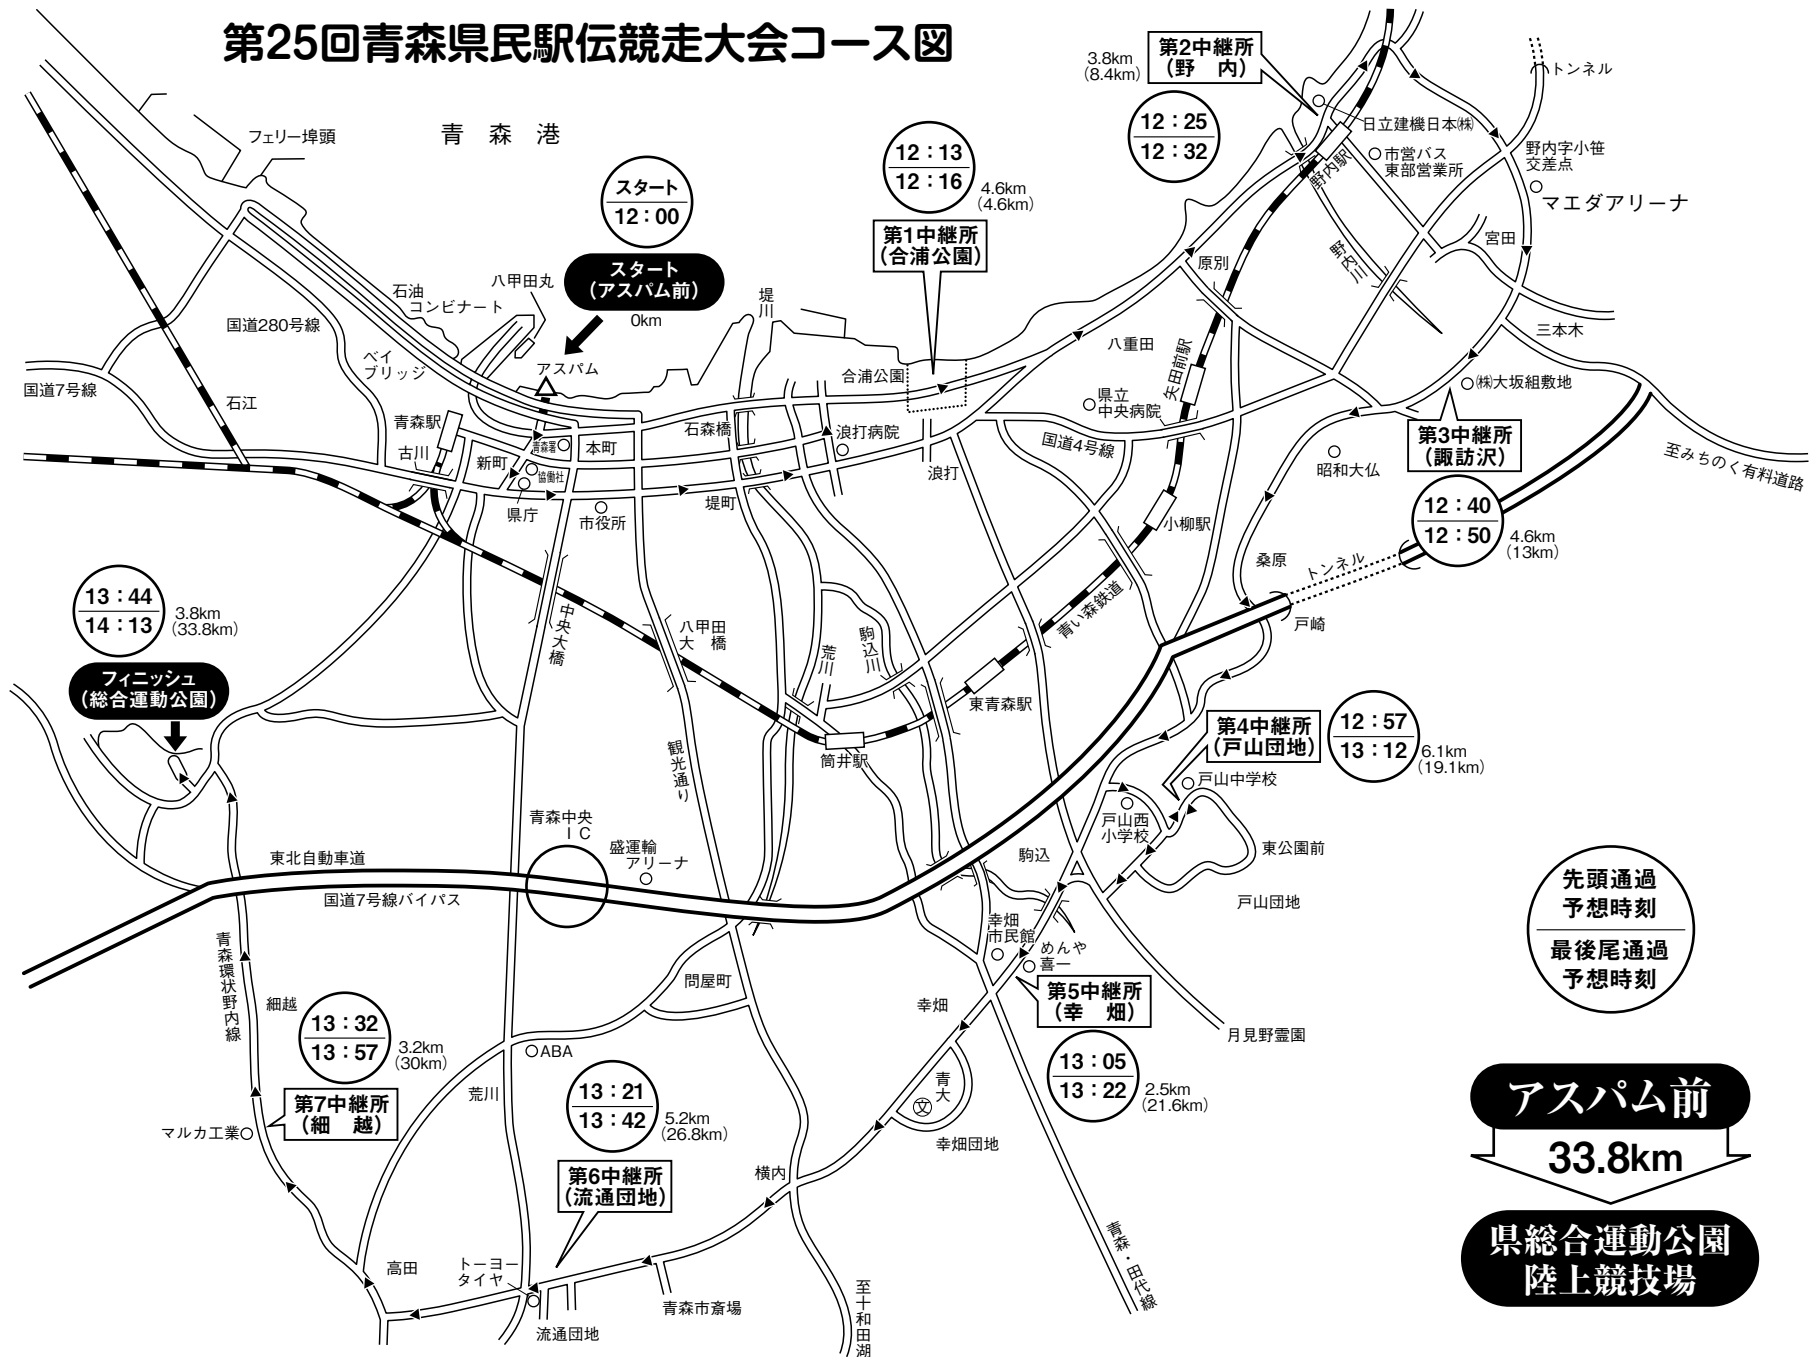 第25回青森県民駅伝競走大会コース図
青森港
フェリー埠頭
スタート
12：00
スタート
（アスパム前）
0km
八甲田丸
アスパム
石油
コンビナート
国道280号線
ベイ
ブリッジ
国道7号線
石江
青森駅
古川
新町
青森署
本町
協働社
県庁
市役所
石森橋
堤川
堤町
合浦公園
浪打病院
浪打
12：13
12：16
4.6km
（4.6km）
第1中継所
（合浦公園）
3.8km
（8.4km）
第2中継所
（野　内）
12：25
12：32
トンネル
日立建機日本㈱
市営バス
東部営業所
野内駅
野内字小笹
交差点
マエダアリーナ
宮田
野内川
原別
三本木
八重田
矢田前駅
県立
中央病院
国道4号線
㈱大坂組敷地
第3中継所
（諏訪沢）
昭和大仏
至みちのく有料道路
12：40
12：50
4.6km
（13km）
小柳駅
桑原
トンネル
戸崎
青い森鉄道
東青森駅
筒井駅
駒込川
荒川
八甲田
大　橋
中央大橋
観光通り
13：44
14：13
3.8km
（33.8km）
フィニッシュ
（総合運動公園）
第4中継所
（戸山団地）
12：57
13：12
6.1km
（19.1km）
戸山中学校
戸山西
小学校
東公園前
戸山団地
駒込
青森中央
IC
盛運輸
アリーナ
東北自動車道
国道7号線バイパス
青森環状野内線
細越
13：32
13：57
3.2km
（30km）
第7中継所
（細　越）
マルカ工業
問屋町
ABA
荒川
幸畑
市民館
めんや
喜一
第5中継所
（幸　畑）
幸畑
13：05
13：22
2.5km
（21.6km）
月見野霊園
青大
文
幸畑団地
13：21
13：42
5.2km
（26.8km）
第6中継所
（流通団地）
横内
高田
トーヨー
タイヤ
流通団地
青森市斎場
至十和田湖
青森・田代線
先頭通過
予想時刻
最後尾通過
予想時刻
アスパム前
33.8km
県総合運動公園
陸上競技場